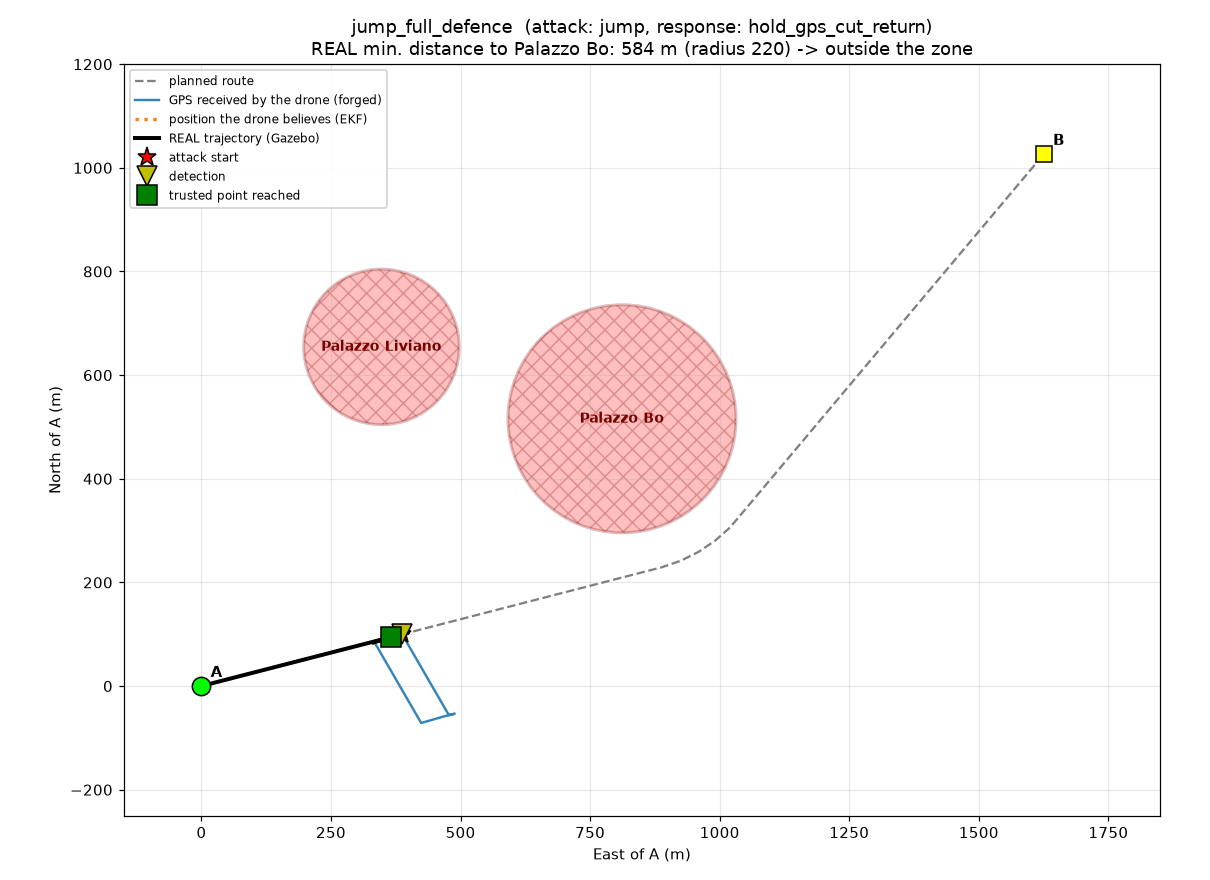 jump_full_defence (attack: jump, response: hold_gps_cut_return)
REAL min. distance to Palazzo Bo: 584 m (radius 220) -> outside the zone
planned route
GPS received by the drone (forged)
position the drone believes (EKF)
REAL trajectory (Gazebo)
attack start
detection
trusted point reached
1200
1000
800
600
400
200
0
−200
North of A (m)
B
Palazzo Liviano
Palazzo Bo
A
0
250
500
750
1000
1250
1500
1750
East of A (m)